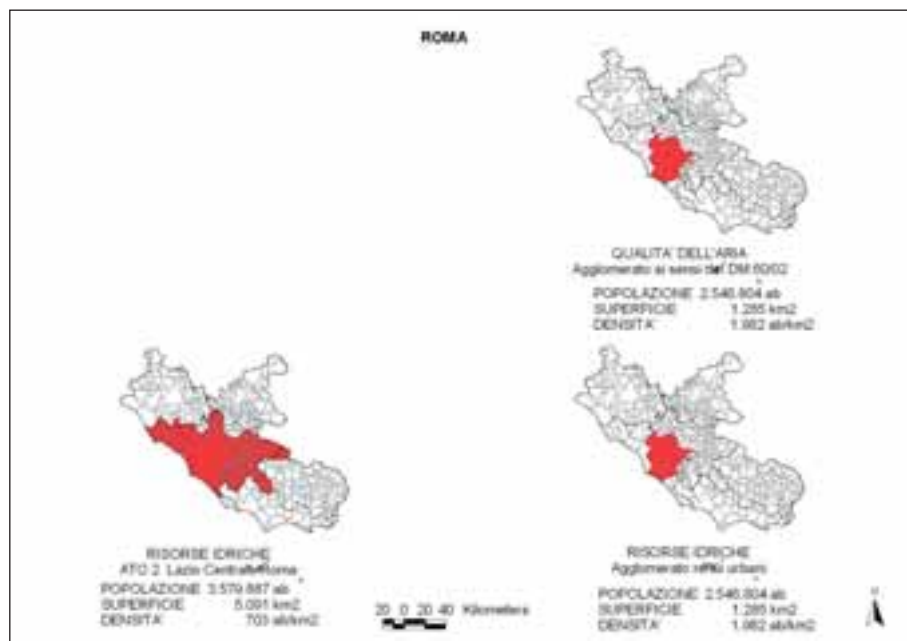 ROMA
QUALITA' DELL'ARIA
Agglomerato ai sensi del DM 60/02
POPOLAZIONE 2.546.804 ab
SUPERFICIE 1.285 km2
DENSITA' 1.982 ab/km2
RISORSE IDRICHE
ATO 2 Lazio Centrale Roma
POPOLAZIONE 3.579.887 ab
SUPERFICIE 5.091 km2
DENSITA' 703 ab/km2
RISORSE IDRICHE
Agglomerato urbani
POPOLAZIONE 2.546.804 ab
SUPERFICIE 1.285 km2
DENSITA' 1.982 ab/km2
20 0 20 40 Kilometers